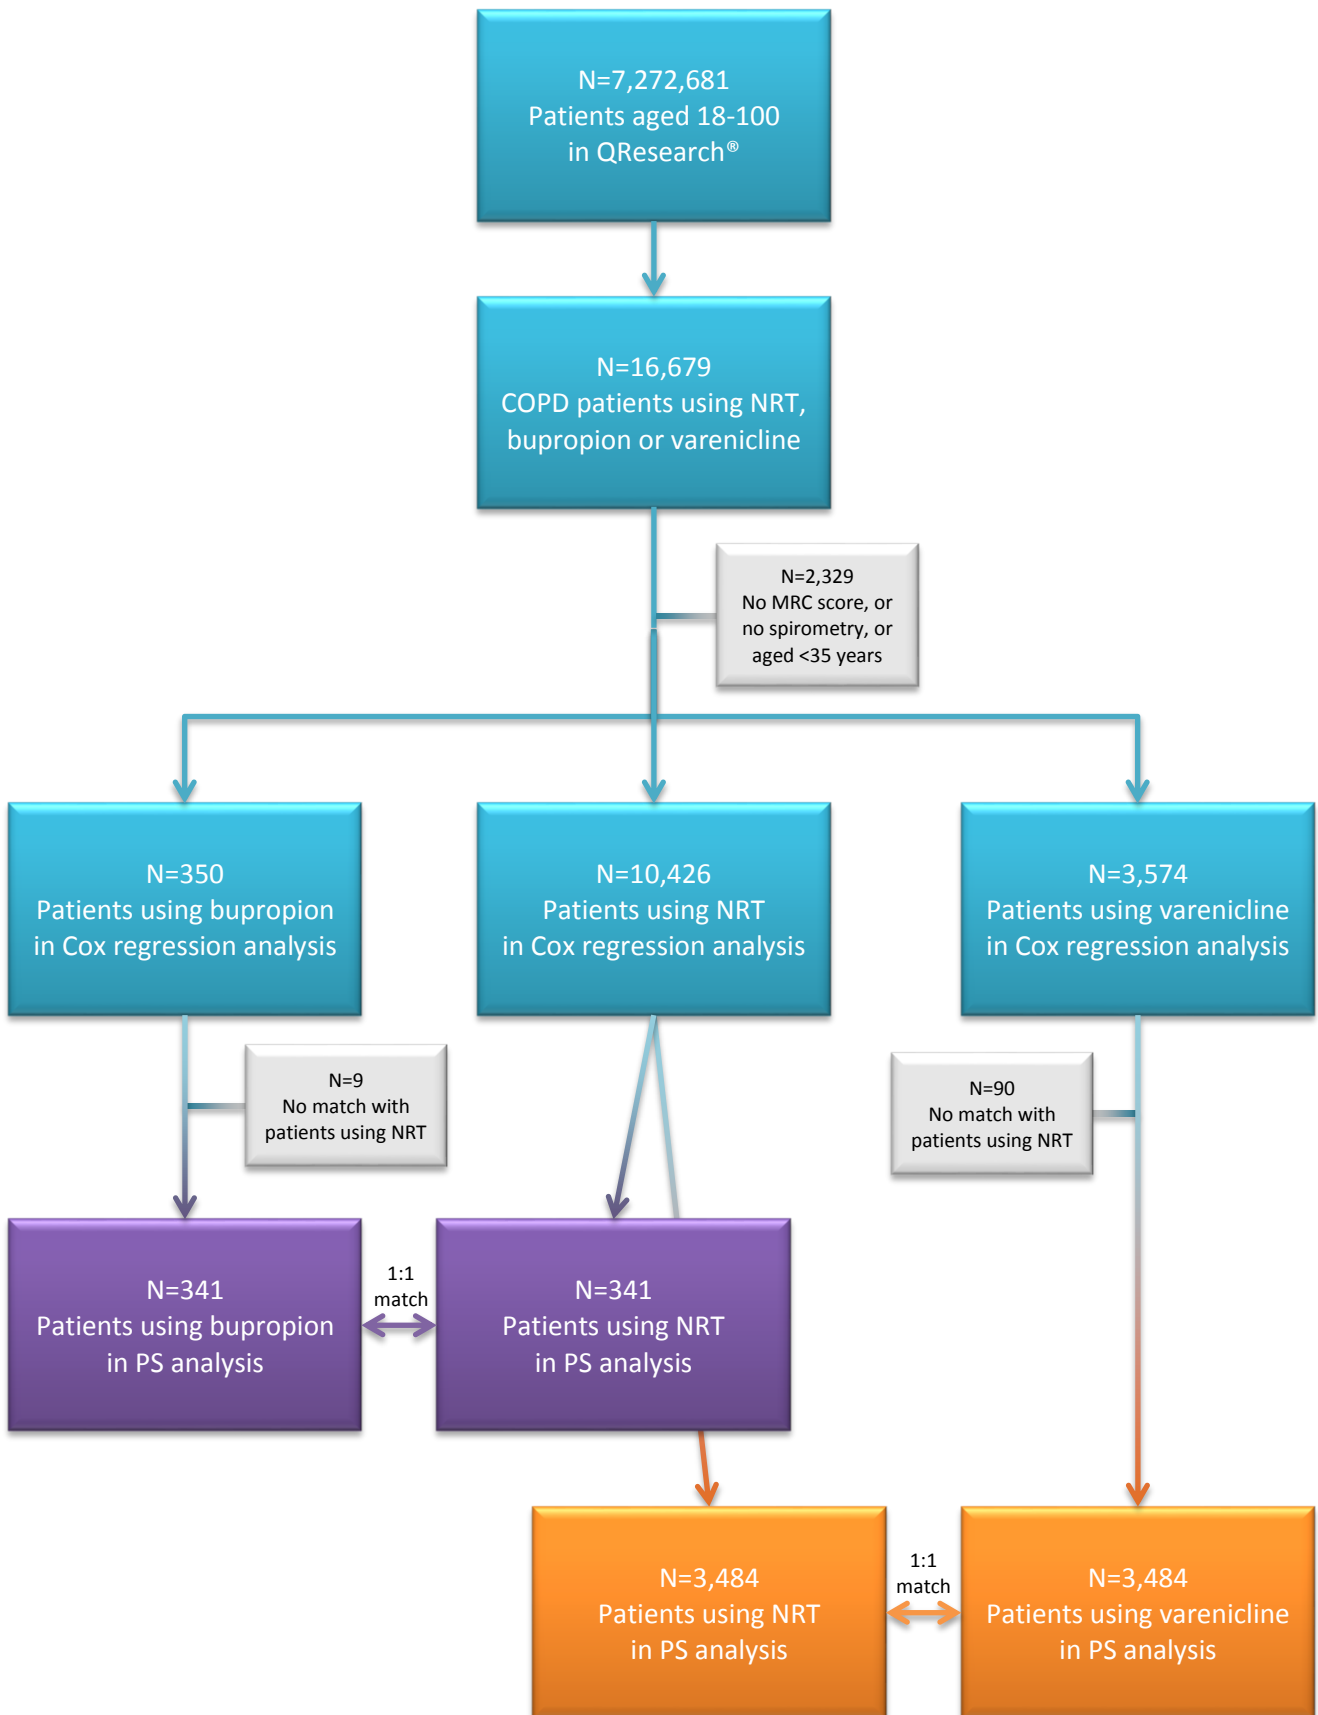 N=7,272,681
Patients aged 18-100
in QResearch®
N=16,679
COPD patients using NRT,
bupropion or varenicline
N=2,329
No MRC score, or
no spirometry, or
aged <35 years
N=350
Patients using bupropion
in Cox regression analysis
N=10,426
Patients using NRT
in Cox regression analysis
N=3,574
Patients using varenicline
in Cox regression analysis
N=9
No match with
patients using NRT
N=90
No match with
patients using NRT
N=341
Patients using bupropion
in PS analysis
1:1
match
N=341
Patients using NRT
in PS analysis
N=3,484
Patients using NRT
in PS analysis
1:1
match
N=3,484
Patients using varenicline
in PS analysis